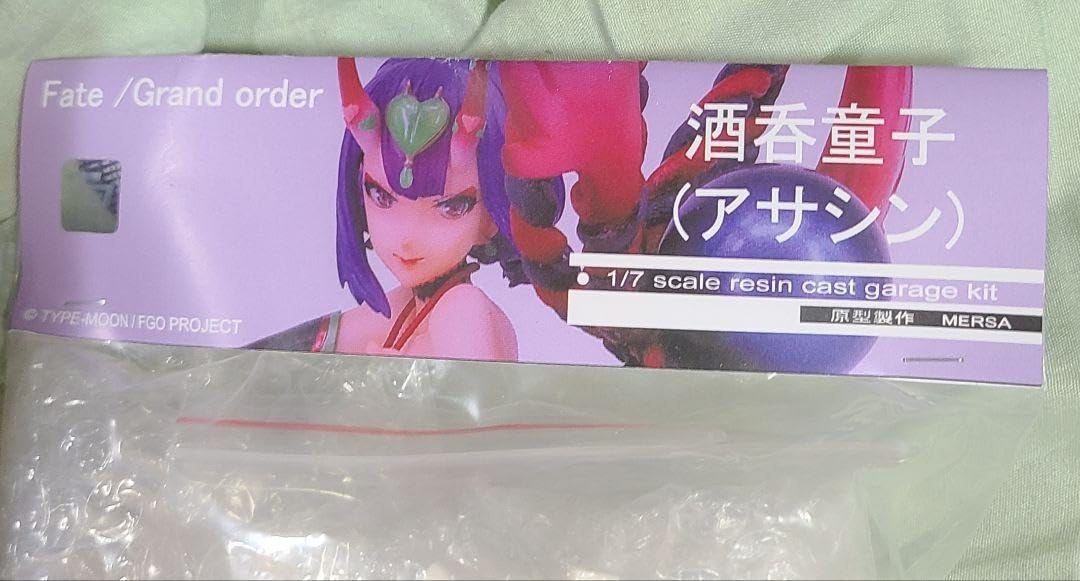 Fate /Grand order
酒呑童子
(アサシン)
1/7 scale resin cast garage kit
原型製作 MERSA
© TYPE-MOON / FGO PROJECT